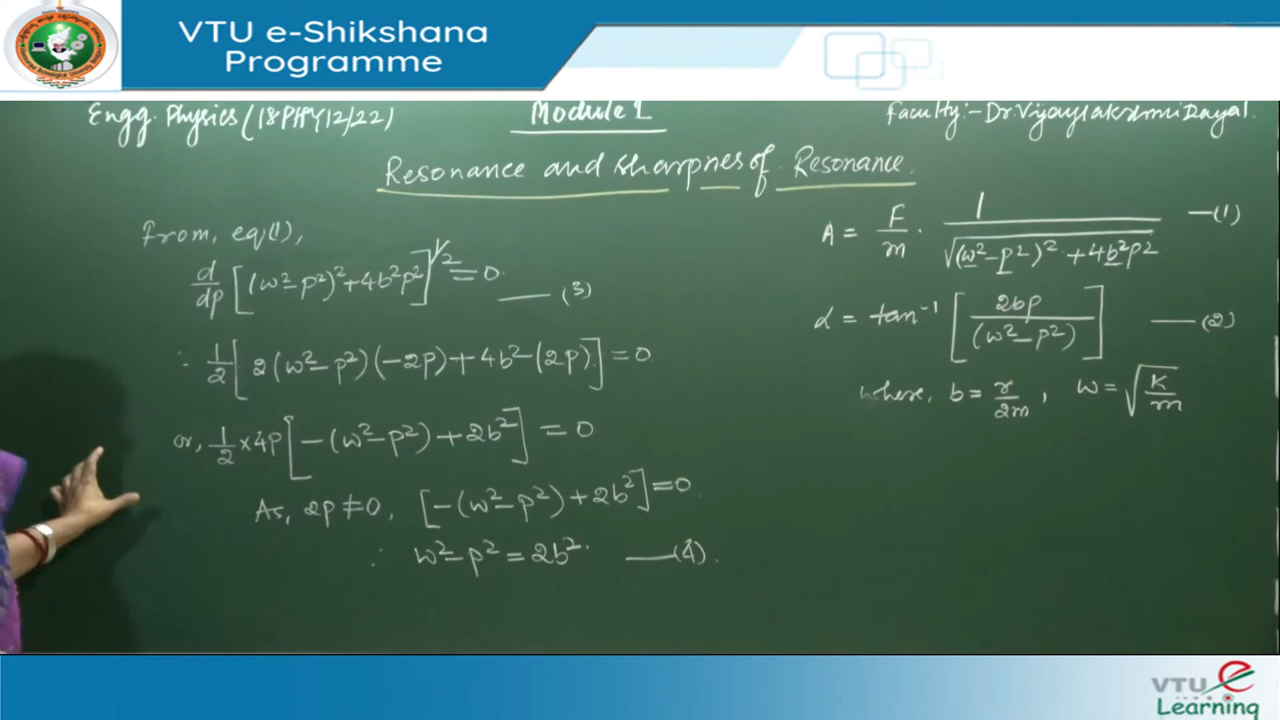 VTU e-Shikshana
Programme
Engg. Physics (18PHY12/22)
Module 1
Faculty:- Dr. Vijaylakshmi Dayal.
Resonance and Sharpnes of Resonance.
From, eq(1),
d/dp [(ω²-p²)²+4b²p²]^1/2 = 0 — (3)
∴ 1/2 [2(ω²-p²)(-2p)+4b²-(2p)] = 0
or, 1/2 × 4p [-(ω²-p²)+2b²] = 0
As, 2p ≠ 0, [-(ω²-p²)+2b²] = 0
∴ ω²-p² = 2b². — (4).
A = F/m · 1/√((ω²-p²)²+4b²p²) — (1)
α = tan⁻¹ [2bp/(ω²-p²)] — (2)
where, b = r/2m, ω = √(K/m)
VTU e
Learning